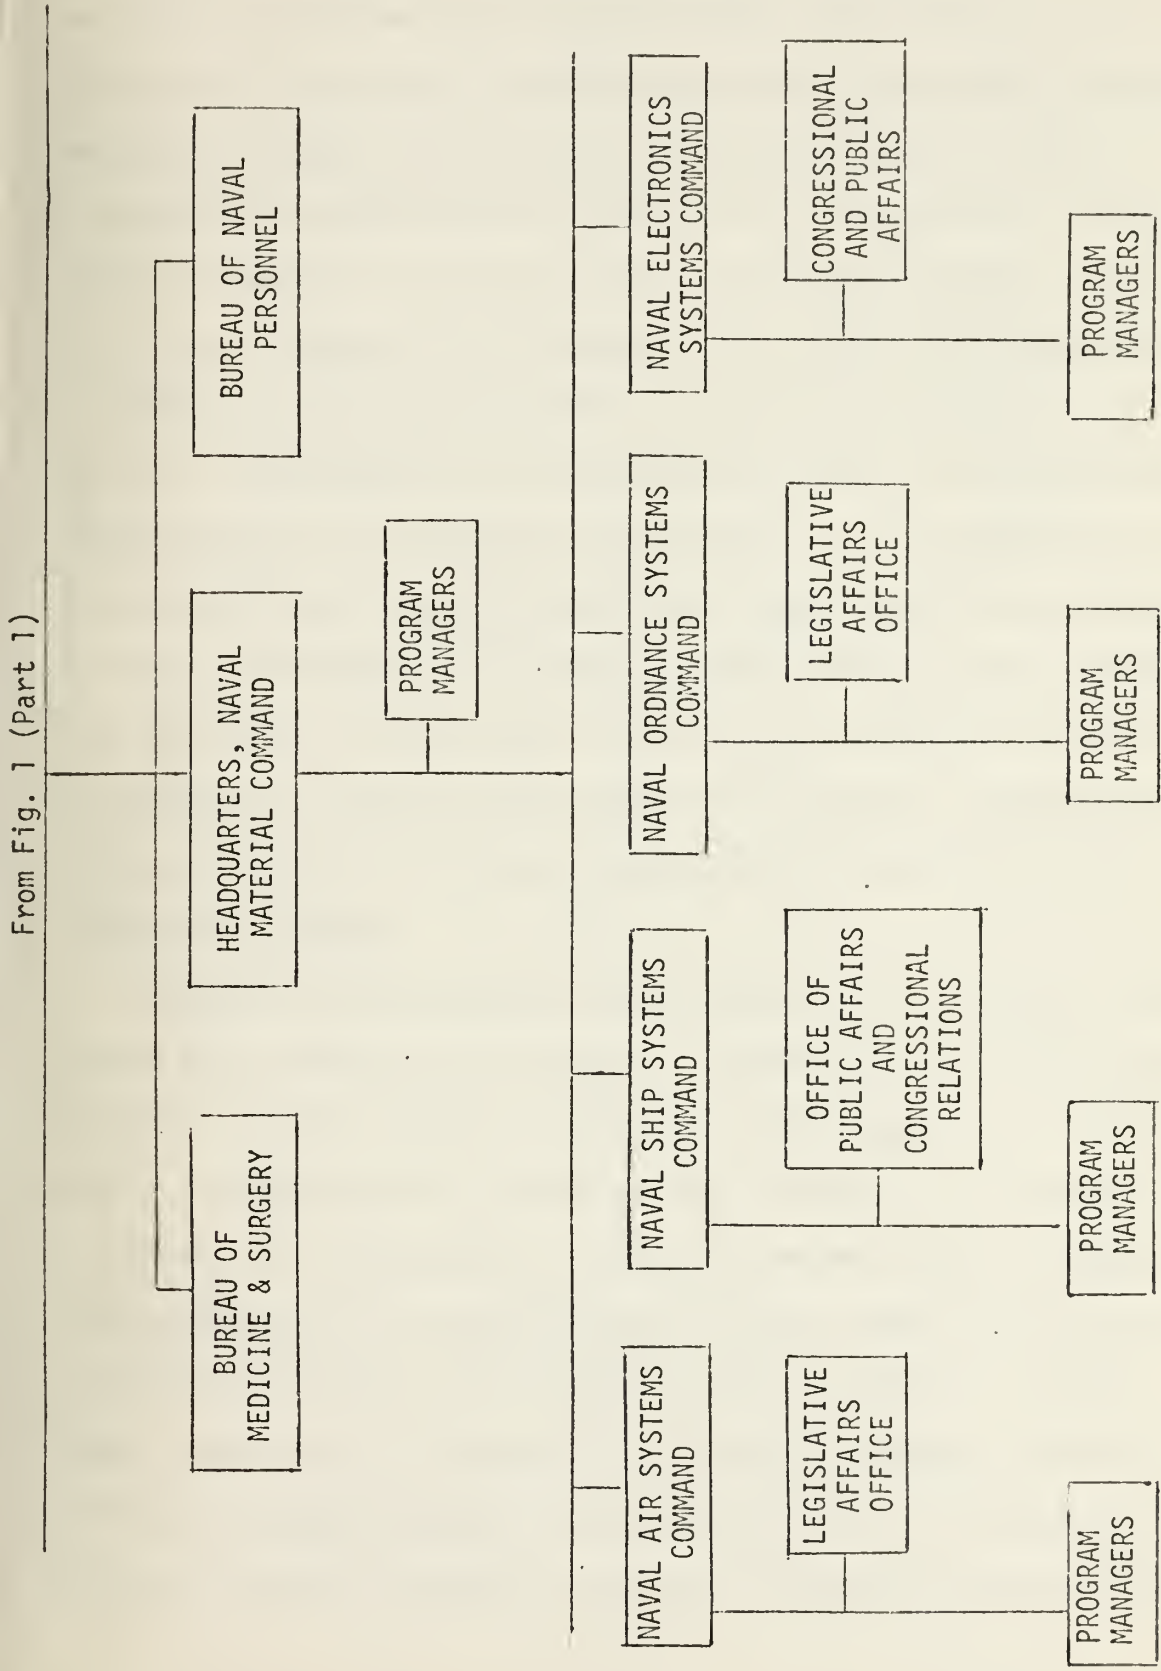 From Fig. 1 (Part 1)
BUREAU OF
MEDICINE & SURGERY
HEADQUARTERS, NAVAL
MATERIAL COMMAND
BUREAU OF NAVAL
PERSONNEL
PROGRAM
MANAGERS
NAVAL AIR SYSTEMS
COMMAND
NAVAL SHIP SYSTEMS
COMMAND
NAVAL ORDNANCE SYSTEMS
COMMAND
NAVAL ELECTRONICS
SYSTEMS COMMAND
LEGISLATIVE
AFFAIRS
OFFICE
OFFICE OF
PUBLIC AFFAIRS
AND
CONGRESSIONAL
RELATIONS
LEGISLATIVE
AFFAIRS
OFFICE
CONGRESSIONAL
AND PUBLIC
AFFAIRS
PROGRAM
MANAGERS
PROGRAM
MANAGERS
PROGRAM
MANAGERS
PROGRAM
MANAGERS